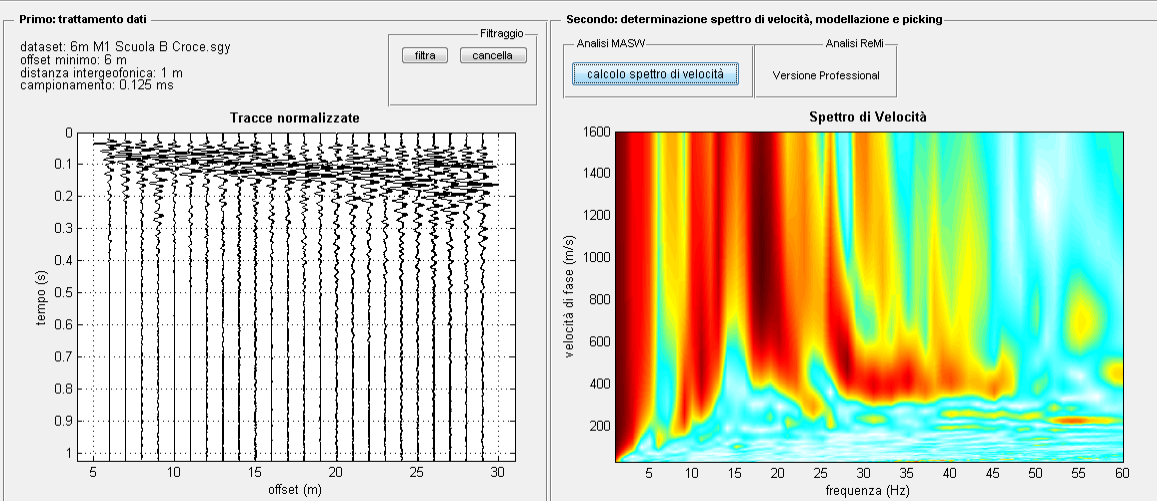 Primo: trattamento dati
dataset: 6m M1 Scuola B Croce.sgy
offset minimo: 6 m
distanza intergeofonica: 1 m
campionamento: 0.125 ms
Filtraggio
filtra
cancella
Tracce normalizzate
0
0.1
0.2
0.3
0.4
0.5
0.6
0.7
0.8
0.9
1
tempo (s)
5
10
15
20
25
30
offset (m)
Secondo: determinazione spettro di velocità, modellazione e picking
Analisi MASW
calcolo spettro di velocità
Analisi ReMi
Versione Professional
Spettro di Velocità
1600
1400
1200
1000
800
600
400
200
velocità di fase (m/s)
5
10
15
20
25
30
35
40
45
50
55
60
frequenza (Hz)